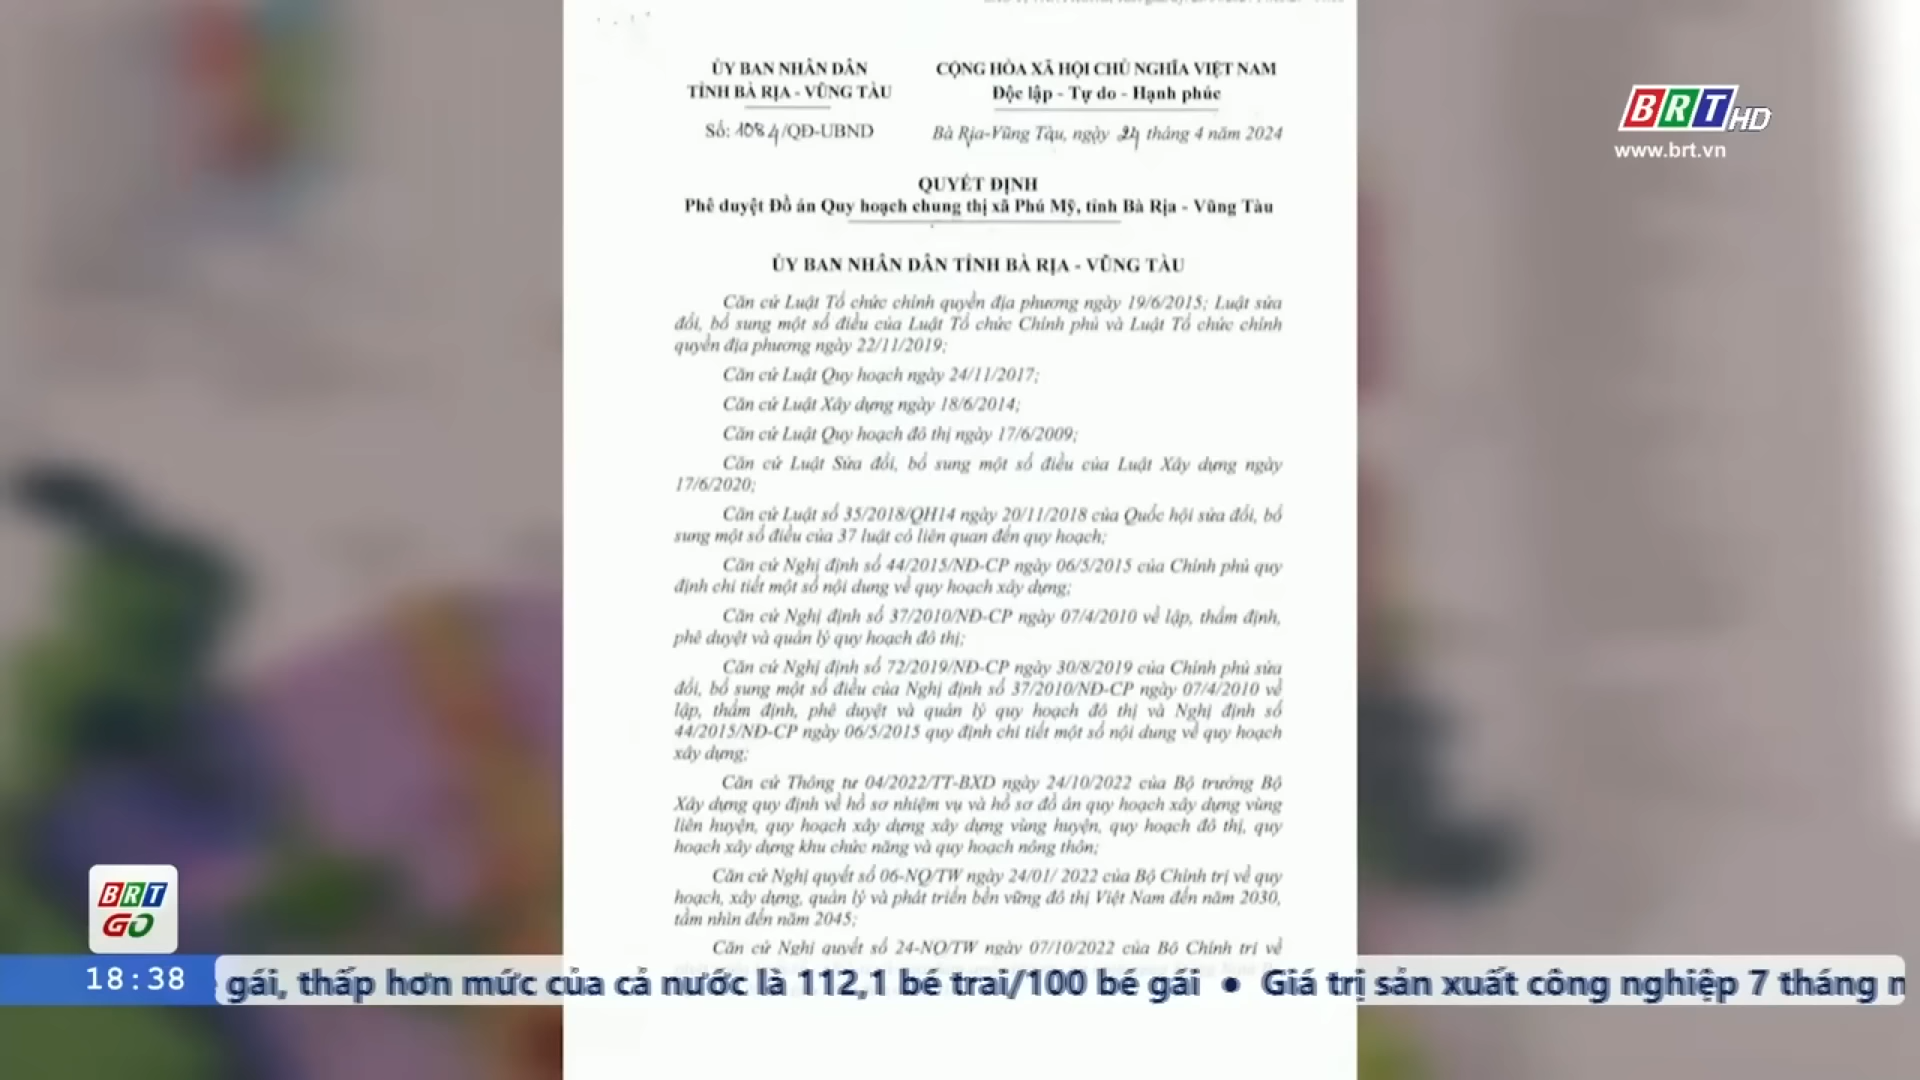 ỦY BAN NHÂN DÂN
TỈNH BÀ RỊA - VŨNG TÀU
CỘNG HÒA XÃ HỘI CHỦ NGHĨA VIỆT NAM
Độc lập - Tự do - Hạnh phúc
Số: 1084/QĐ-UBND
Bà Rịa-Vũng Tàu, ngày 24 tháng 4 năm 2024
QUYẾT ĐỊNH
Phê duyệt Đồ án Quy hoạch chung thị xã Phú Mỹ, tỉnh Bà Rịa - Vũng Tàu
ỦY BAN NHÂN DÂN TỈNH BÀ RỊA - VŨNG TÀU
Căn cứ Luật Tổ chức chính quyền địa phương ngày 19/6/2015; Luật sửa
đổi, bổ sung một số điều của Luật Tổ chức Chính phủ và Luật Tổ chức chính
quyền địa phương ngày 22/11/2019;
Căn cứ Luật Quy hoạch ngày 24/11/2017;
Căn cứ Luật Xây dựng ngày 18/6/2014;
Căn cứ Luật Quy hoạch đô thị ngày 17/6/2009;
Căn cứ Luật Sửa đổi, bổ sung một số điều của Luật Xây dựng ngày
17/6/2020;
Căn cứ Luật số 35/2018/QH14 ngày 20/11/2018 của Quốc hội sửa đổi, bổ
sung một số điều của 37 luật có liên quan đến quy hoạch;
Căn cứ Nghị định số 44/2015/NĐ-CP ngày 06/5/2015 của Chính phủ quy
định chi tiết một số nội dung về quy hoạch xây dựng;
Căn cứ Nghị định số 37/2010/NĐ-CP ngày 07/4/2010 về lập, thẩm định,
phê duyệt và quản lý quy hoạch đô thị;
Căn cứ Nghị định số 72/2019/NĐ-CP ngày 30/8/2019 của Chính phủ sửa
đổi, bổ sung một số điều của Nghị định số 37/2010/NĐ-CP ngày 07/4/2010 về
lập, thẩm định, phê duyệt và quản lý quy hoạch đô thị và Nghị định số
44/2015/NĐ-CP ngày 06/5/2015 quy định chi tiết một số nội dung về quy hoạch
xây dựng;
Căn cứ Thông tư 04/2022/TT-BXD ngày 24/10/2022 của Bộ trưởng Bộ
Xây dựng quy định về hồ sơ nhiệm vụ và hồ sơ đồ án quy hoạch xây dựng vùng
liên huyện, quy hoạch xây dựng xây dựng vùng huyện, quy hoạch đô thị, quy
hoạch xây dựng khu chức năng và quy hoạch nông thôn;
Căn cứ Nghị quyết số 06-NQ/TW ngày 24/01/ 2022 của Bộ Chính trị về quy
hoạch, xây dựng, quản lý và phát triển bền vững đô thị Việt Nam đến năm 2030,
tầm nhìn đến năm 2045;
Căn cứ Nghị quyết số 24-NQ/TW ngày 07/10/2022 của Bộ Chính trị về
BRT HD
www.brt.vn
BRT
GO
18:38
gái, thấp hơn mức của cả nước là 112,1 bé trai/100 bé gái ● Giá trị sản xuất công nghiệp 7 tháng